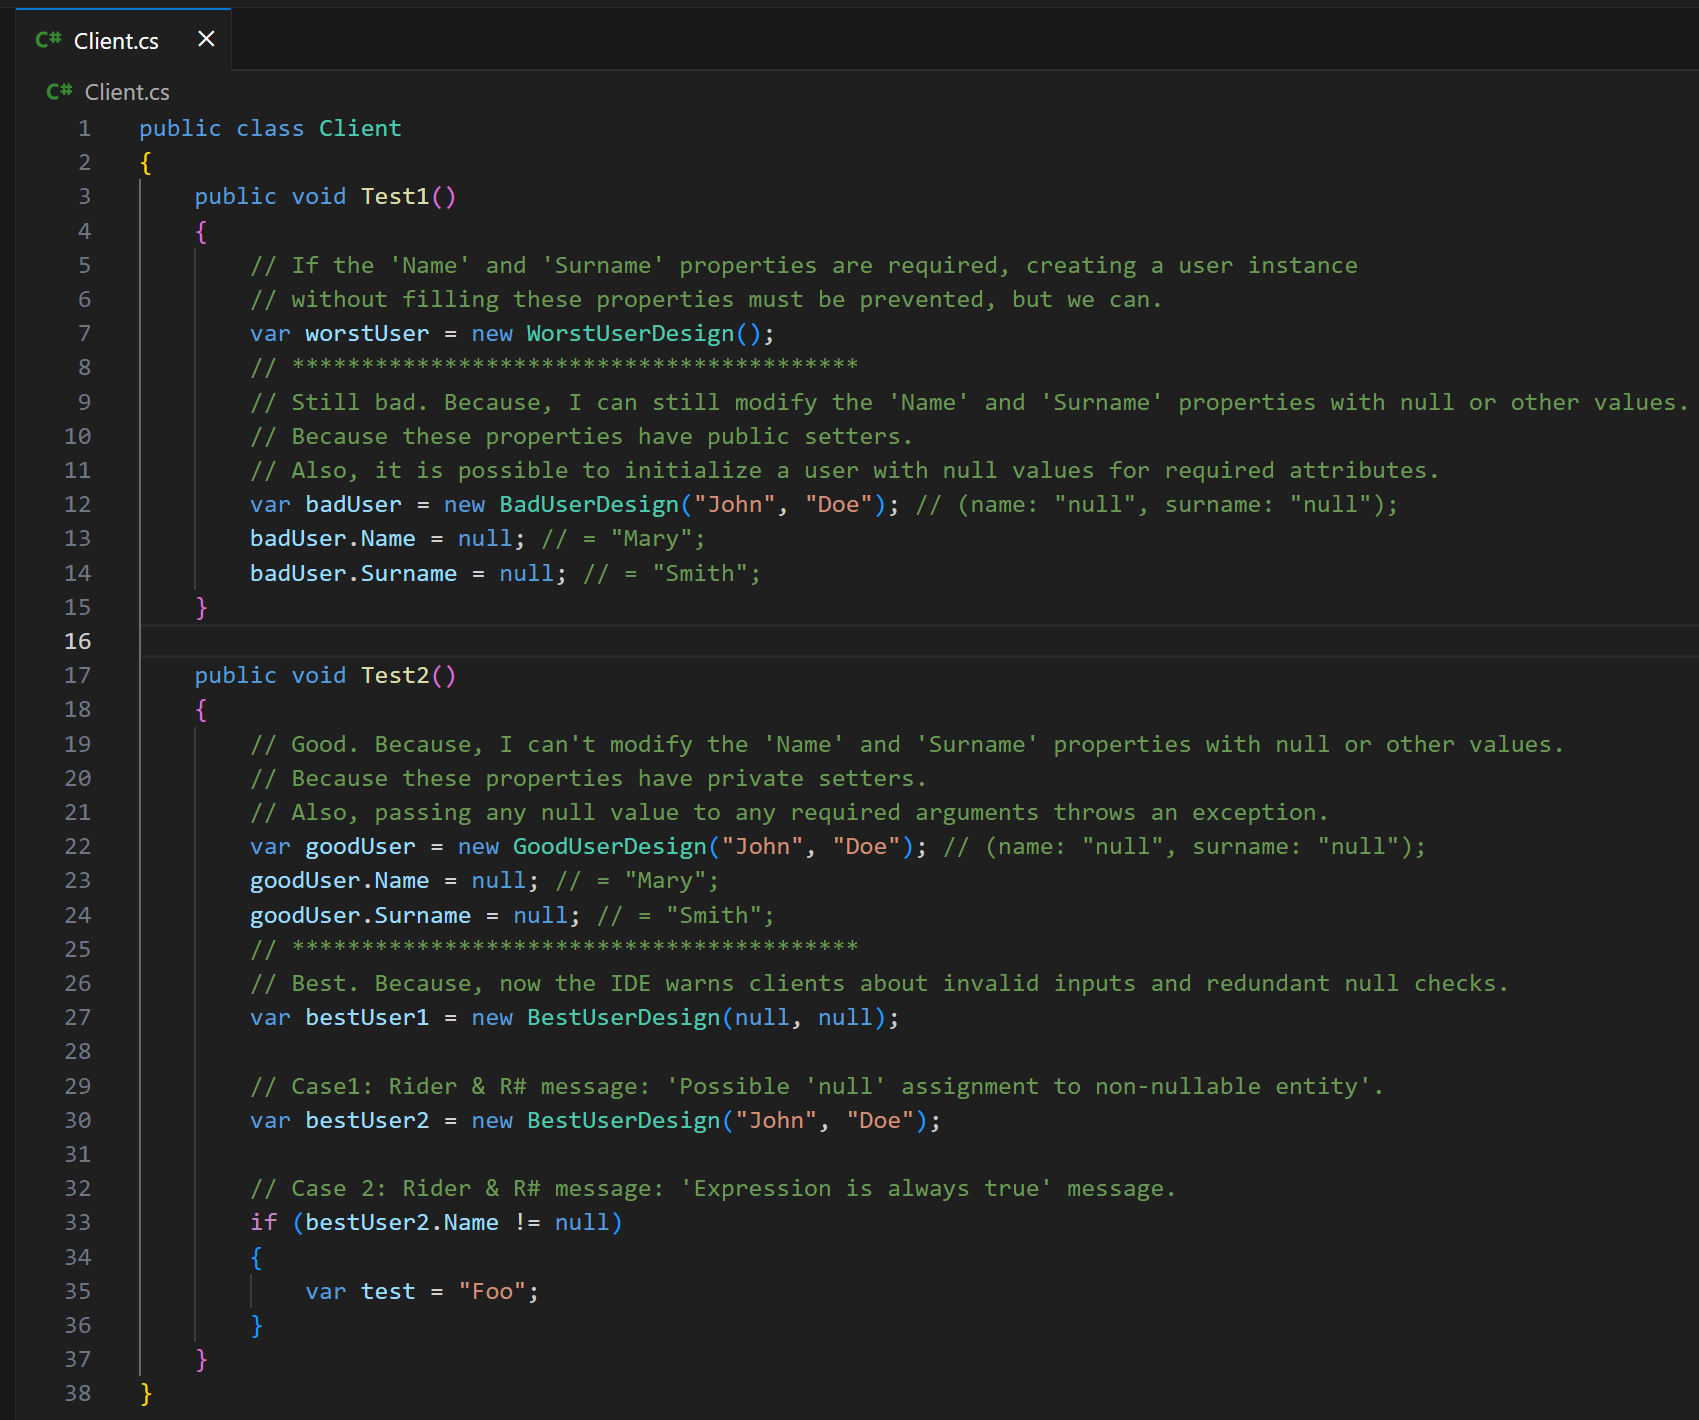 C# Client.cs ×
C# Client.cs
1 public class Client
2 {
3     public void Test1()
4     {
5         // If the 'Name' and 'Surname' properties are required, creating a user instance
6         // without filling these properties must be prevented, but we can.
7         var worstUser = new WorstUserDesign();
8         // *****************************************
9         // Still bad. Because, I can still modify the 'Name' and 'Surname' properties with null or other values.
10         // Because these properties have public setters.
11         // Also, it is possible to initialize a user with null values for required attributes.
12         var badUser = new BadUserDesign("John", "Doe"); // (name: "null", surname: "null");
13         badUser.Name = null; // = "Mary";
14         badUser.Surname = null; // = "Smith";
15     }
16
17     public void Test2()
18     {
19         // Good. Because, I can't modify the 'Name' and 'Surname' properties with null or other values.
20         // Because these properties have private setters.
21         // Also, passing any null value to any required arguments throws an exception.
22         var goodUser = new GoodUserDesign("John", "Doe"); // (name: "null", surname: "null");
23         goodUser.Name = null; // = "Mary";
24         goodUser.Surname = null; // = "Smith";
25         // *****************************************
26         // Best. Because, now the IDE warns clients about invalid inputs and redundant null checks.
27         var bestUser1 = new BestUserDesign(null, null);
28
29         // Case1: Rider & R# message: 'Possible 'null' assignment to non-nullable entity'.
30         var bestUser2 = new BestUserDesign("John", "Doe");
31
32         // Case 2: Rider & R# message: 'Expression is always true' message.
33         if (bestUser2.Name != null)
34         {
35             var test = "Foo";
36         }
37     }
38 }